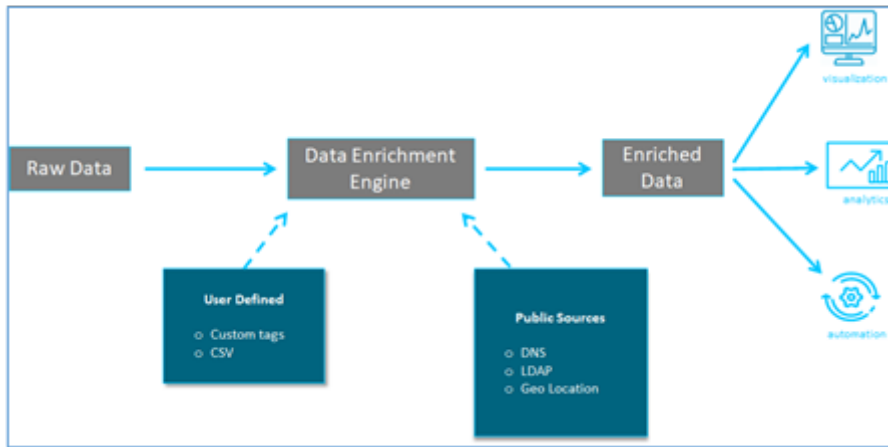 Raw Data
Data Enrichment
Engine
Enriched
Data
visualization
analytics
automation
User Defined
o Custom tags
o CSV
Public Sources
o DNS
o LDAP
o Geo Location